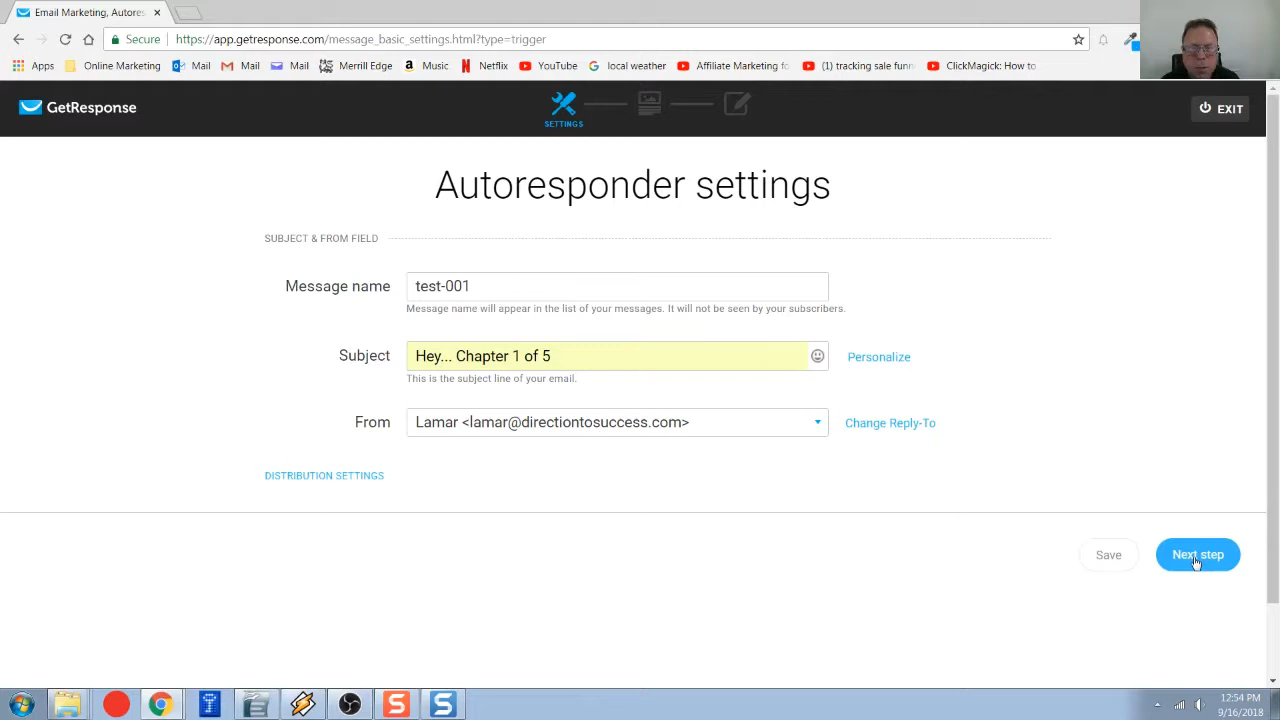 Email Marketing, Autores
Secure https://app.getresponse.com/message_basic_settings.html?type=trigger
Apps Online Marketing Mail Mail Mail Merrill Edge Music Netflix YouTube local weather Affiliate Marketing fo (1) tracking sale funn ClickMagick: How to
GetResponse
SETTINGS
EXIT
Autoresponder settings
SUBJECT & FROM FIELD
Message name test-001
Message name will appear in the list of your messages. It will not be seen by your subscribers.
Subject Hey... Chapter 1 of 5 Personalize
This is the subject line of your email.
From Lamar <lamar@directiontosuccess.com> Change Reply-To
DISTRIBUTION SETTINGS
Save Next step
12:54 PM
9/16/2018